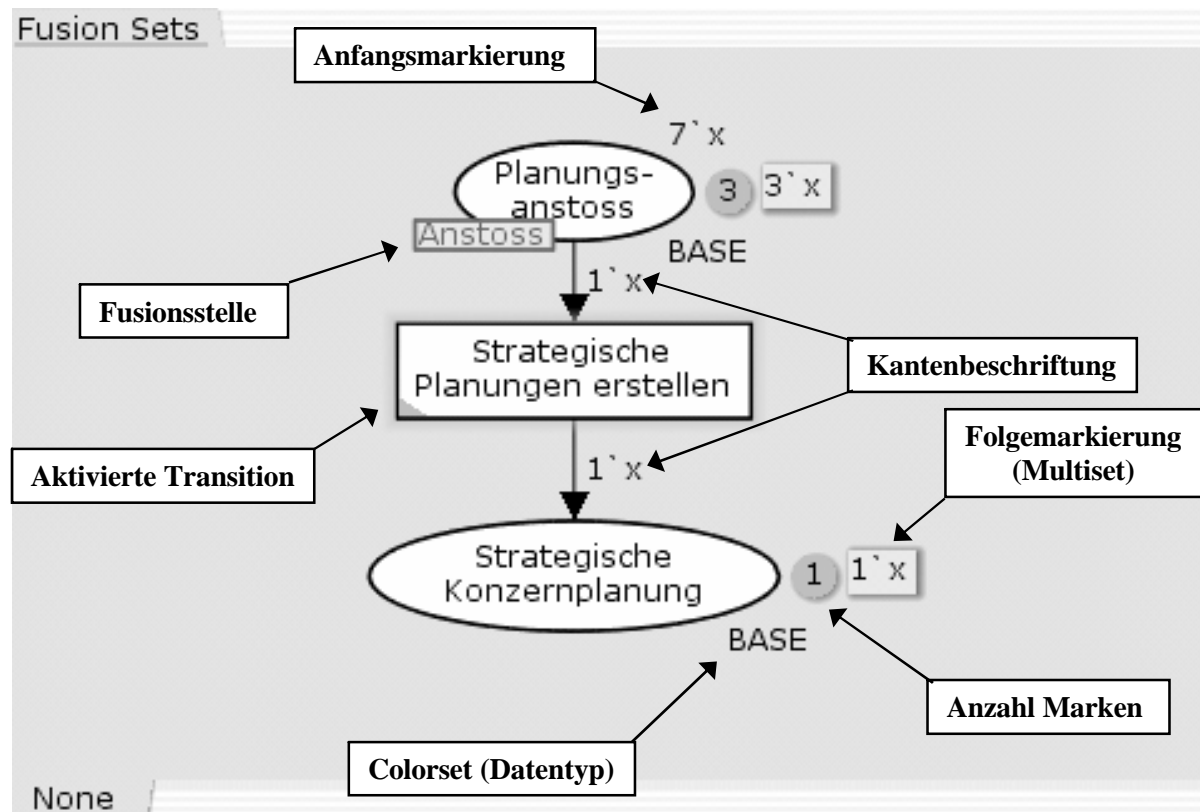 Fusion Sets
Anfangsmarkierung
7`x
Planungs-
anstoss
3
3`x
Anstoss
BASE
1`x
Fusionsstelle
Strategische
Planungen erstellen
Kantenbeschriftung
Aktivierte Transition
1`x
Folgemarkierung
(Multiset)
Strategische
Konzernplanung
1
1`x
BASE
Anzahl Marken
Colorset (Datentyp)
None